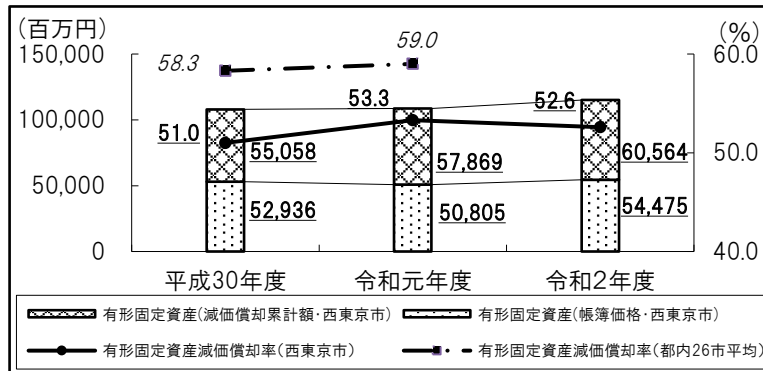 (百万円) (%)
58.3 59.0
150,000 60.0
53.3 52.6
100,000
51.0 55,058 57,869 60,564 50.0
50,000
52,936 50,805 54,475
0 40.0
平成30年度 令和元年度 令和2年度
有形固定資産(減価償却累計額・西東京市) 有形固定資産(帳簿価格・西東京市)
有形固定資産減価償却率(西東京市) 有形固定資産減価償却率(都内26市平均)